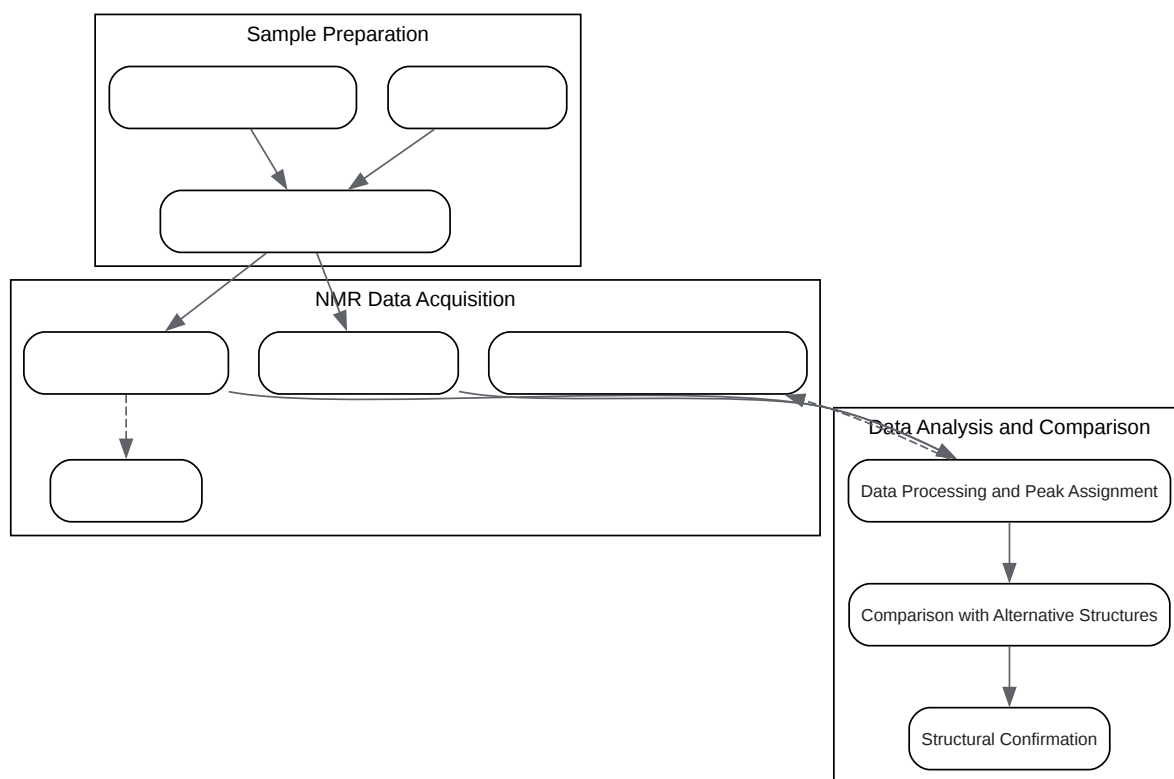 Sample Preparation
NMR Data Acquisition
Data Analysis and Comparison
Data Processing and Peak Assignment
Comparison with Alternative Structures
Structural Confirmation